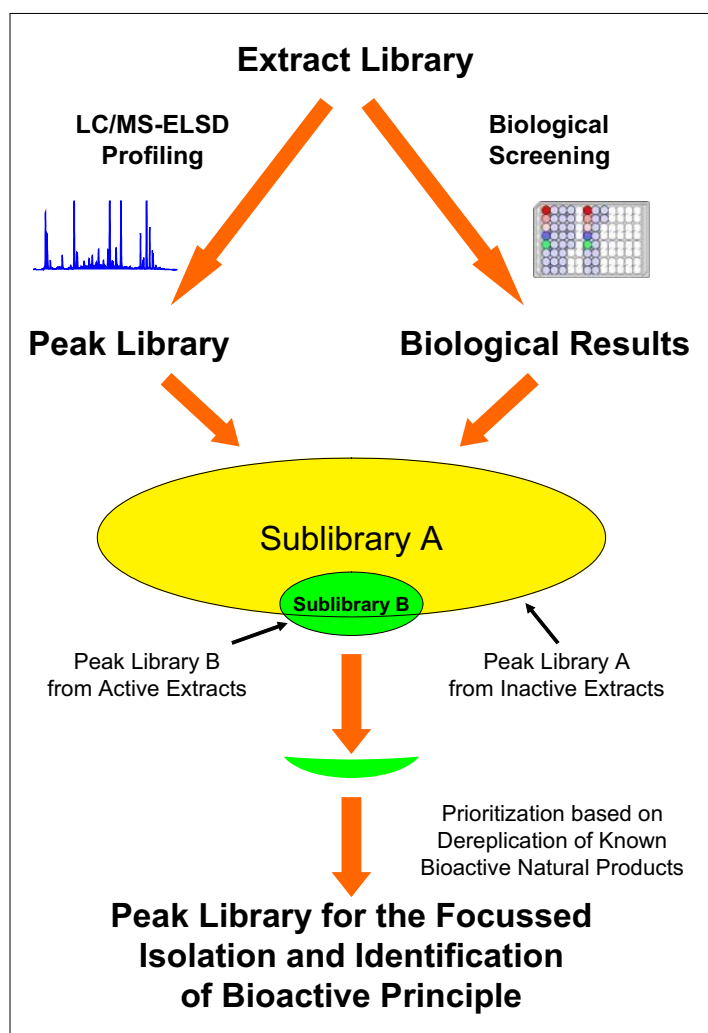 Extract Library
LC/MS-ELSD
Profiling
Biological
Screening
Peak Library
Biological Results
Sublibrary A
Sublibrary B
Peak Library B
from Active Extracts
Peak Library A
from Inactive Extracts
Prioritization based on
Dereplication of Known
Bioactive Natural Products
Peak Library for the Focussed
Isolation and Identification
of Bioactive Principle